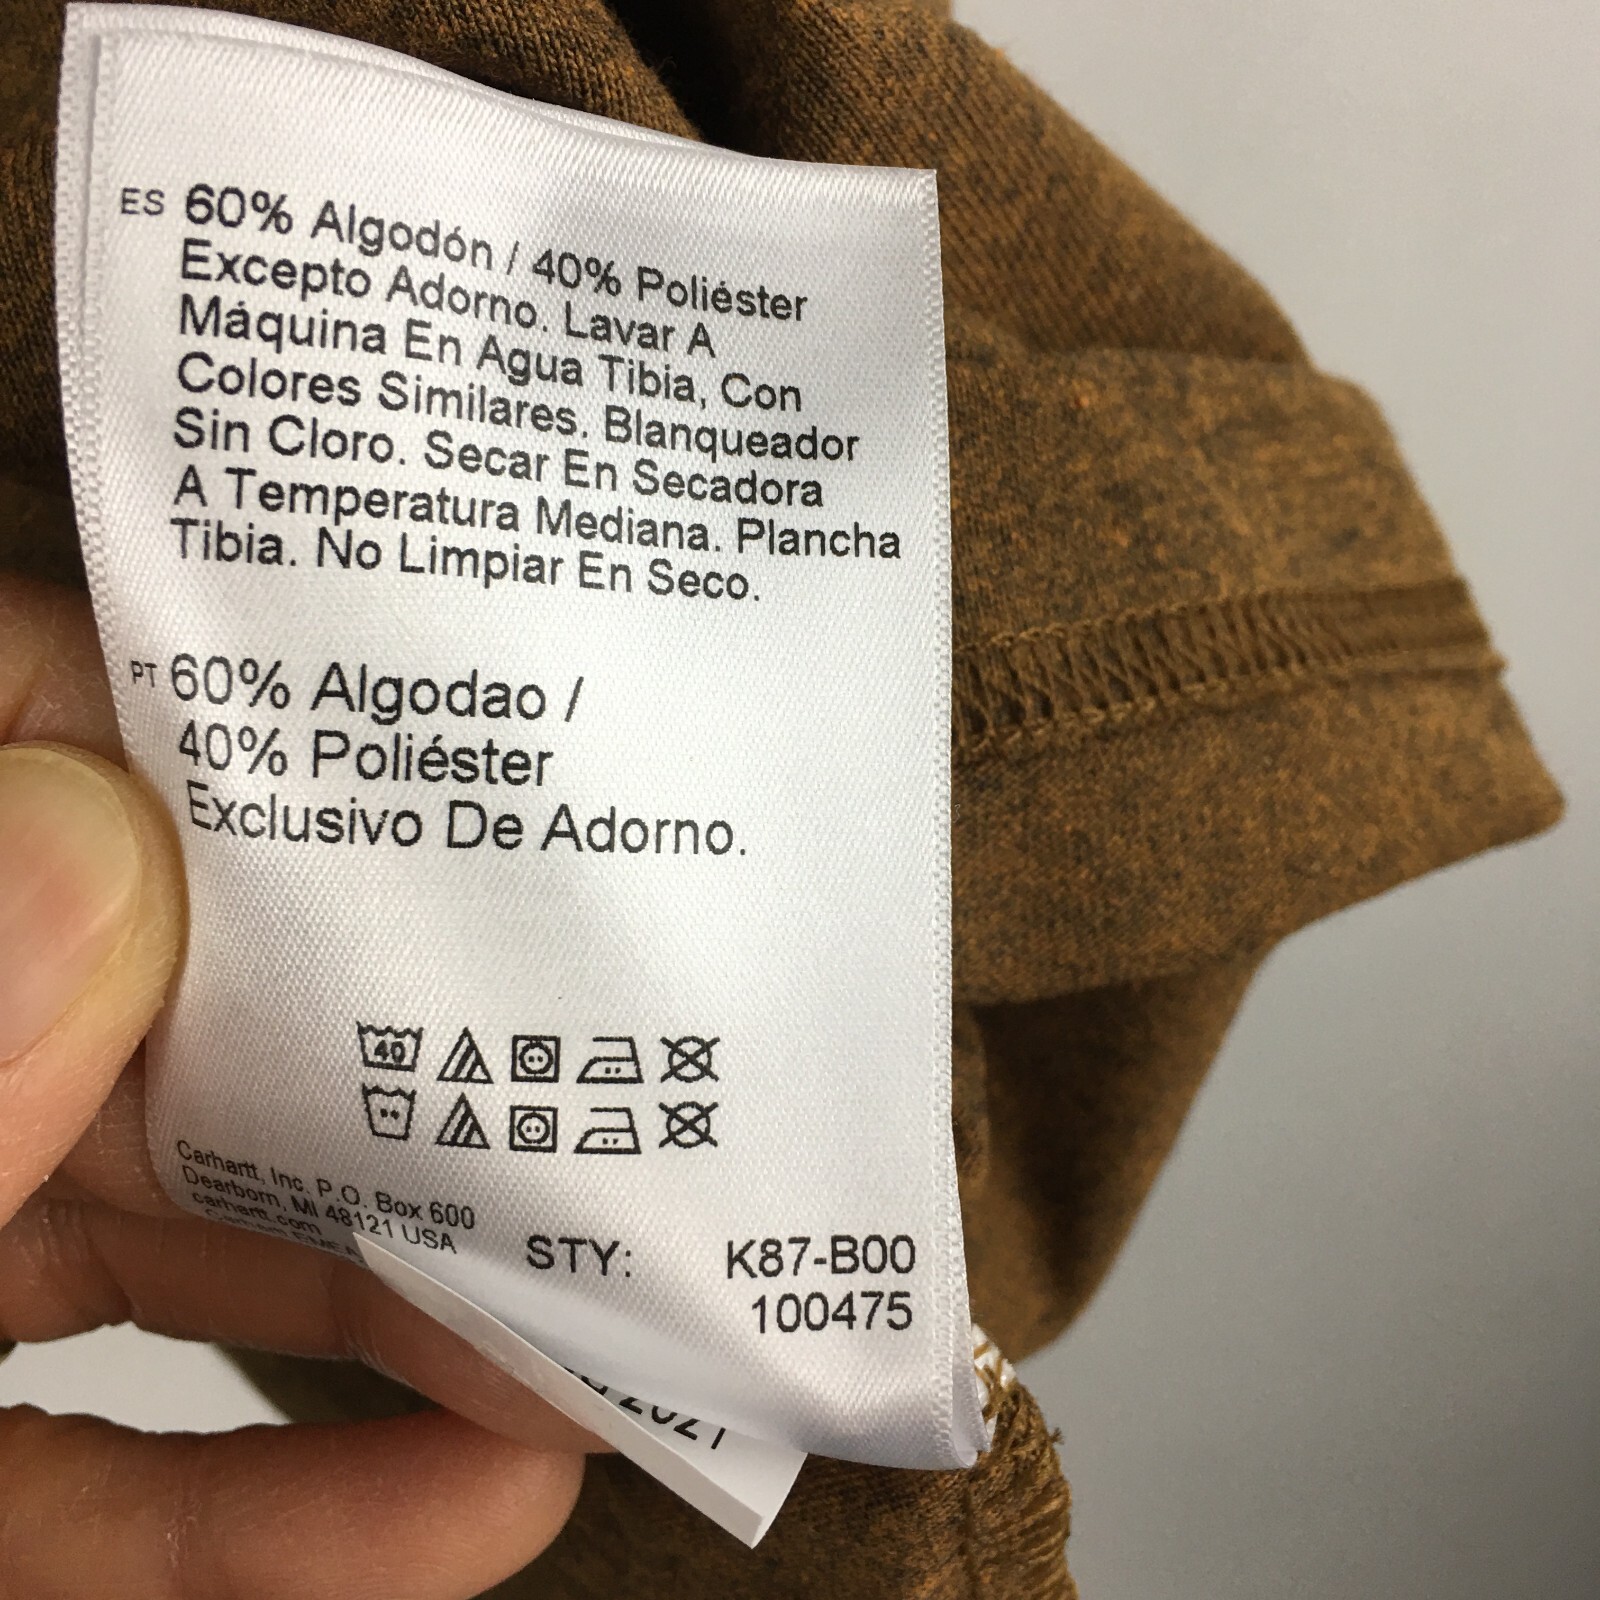 ES 60% Algodón / 40% Poliéster
Excepto Adorno. Lavar A
Máquina En Agua Tibia, Con
Colores Similares. Blanqueador
Sin Cloro. Secar En Secadora
A Temperatura Mediana. Plancha
Tibia. No Limpiar En Seco.
PT 60% Algodao /
40% Poliéster
Exclusivo De Adorno.
40
Carhartt, Inc. P.O. Box 600
Dearborn, MI 48121 USA
carhartt.com
STY: K87-B00
100475
2021